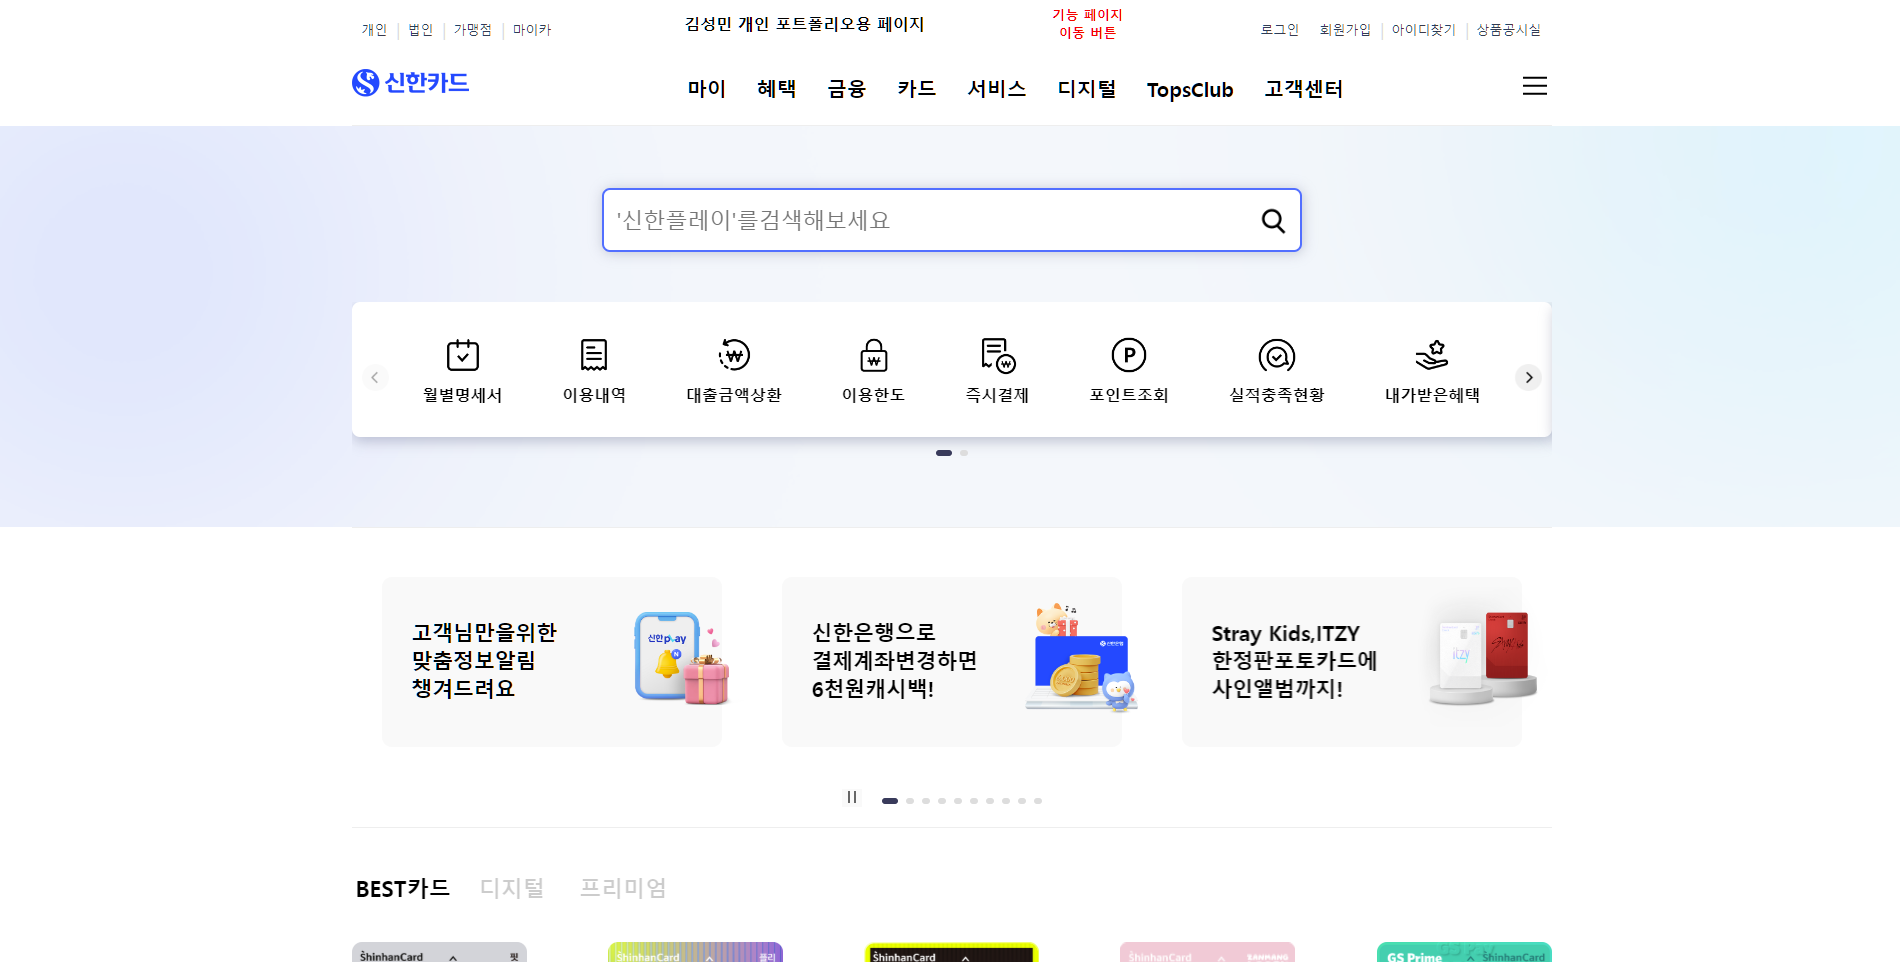 개인 법인 가맹점 마이카
김성민 개인 포트폴리오용 페이지
기능 페이지
이동 버튼
로그인 회원가입 아이디찾기 상품공시실
신한카드
마이 혜택 금융 카드 서비스 디지털 TopsClub 고객센터
'신한플레이'를검색해보세요
월별명세서 이용내역 대출금액상환 이용한도 즉시결제 포인트조회 실적충족현황 내가받은혜택
고객님만을위한
맞춤정보알림
챙겨드려요
신한play
N
신한은행으로
결제계좌변경하면
6천원캐시백!
신한은행
Stray Kids,ITZY
한정판포토카드에
사인앨범까지!
itzy
BEST카드 디지털 프리미엄
ShinhanCard 핏
ShinhanCard 플리
ShinhanCard
ShinhanCard
GS Prime ShinhanCard